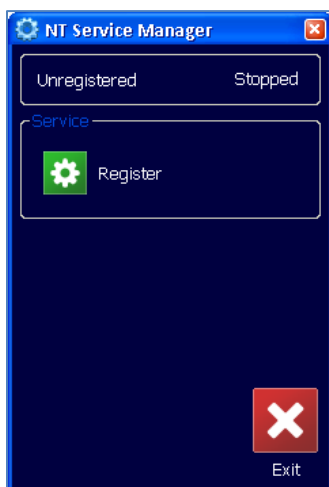 NT Service Manager
Unregistered Stopped
Service
Register
Exit